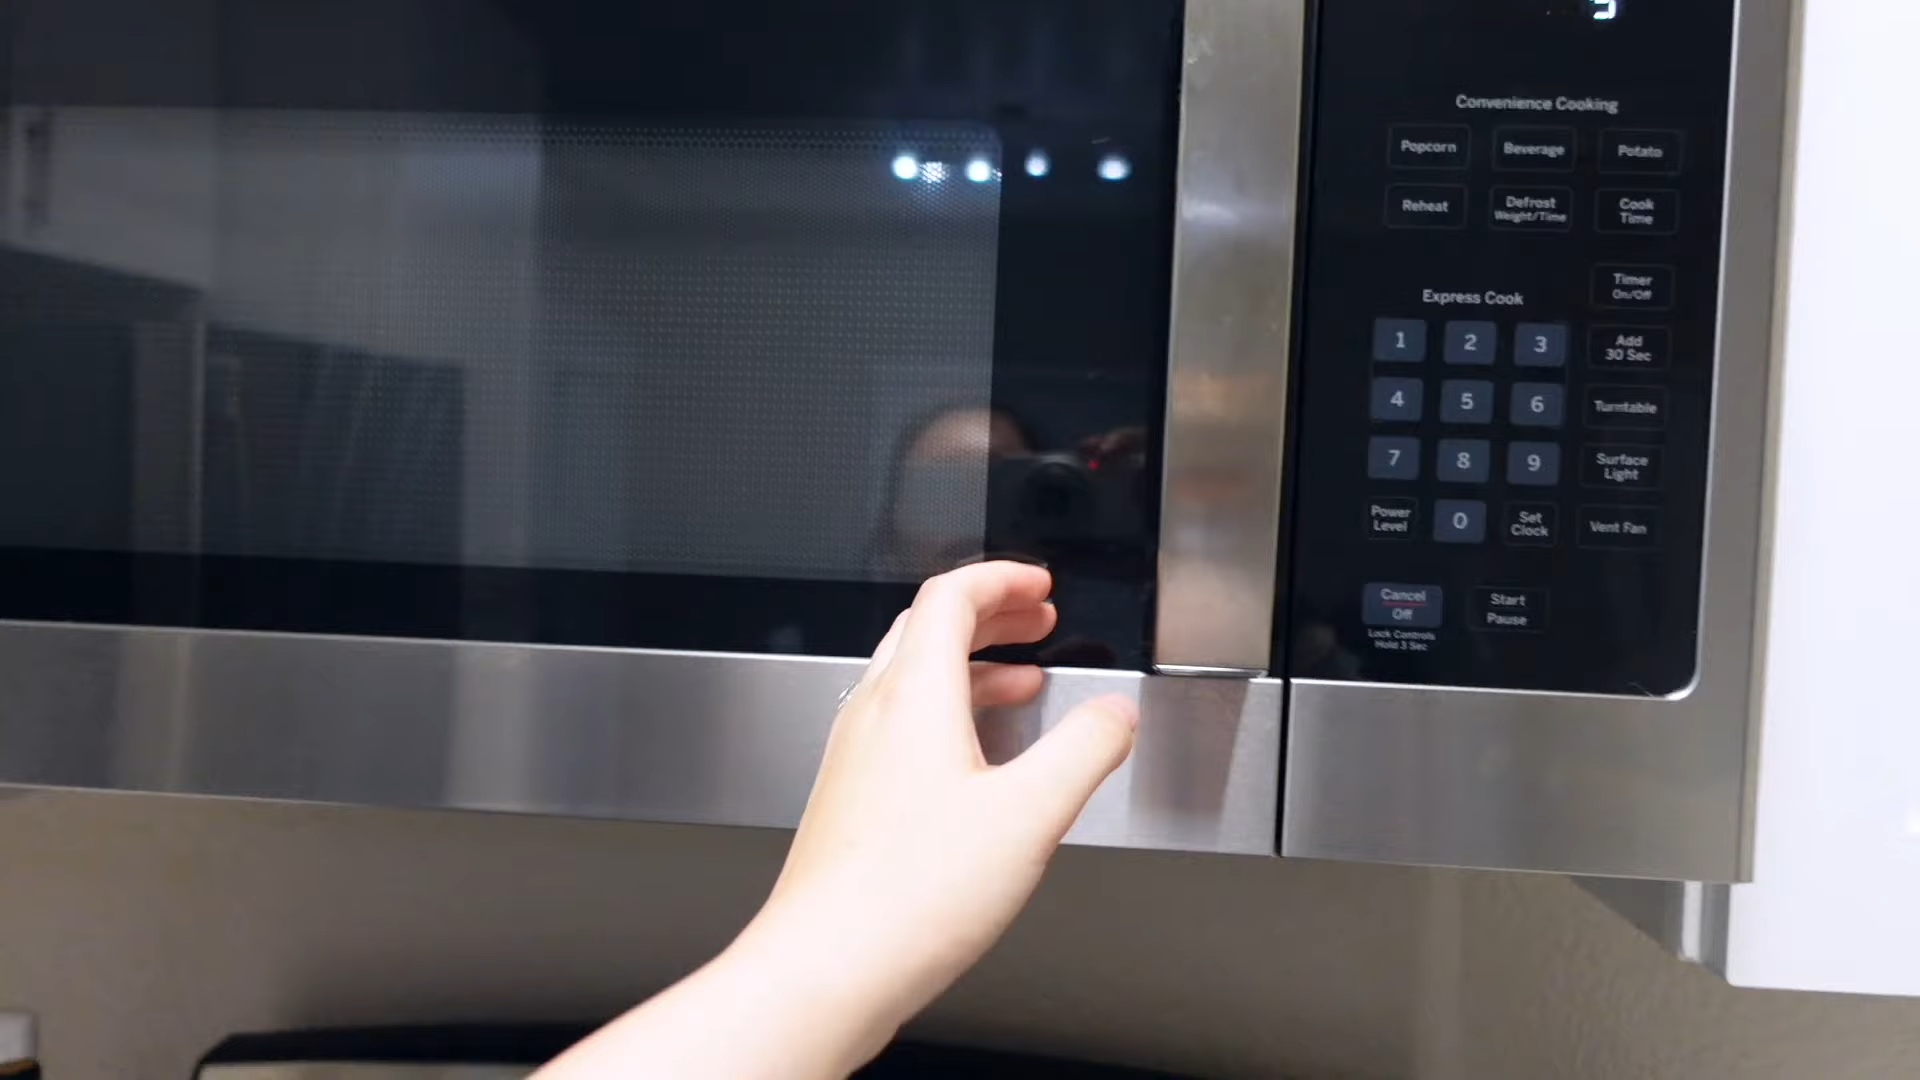 Convenience Cooking
Popcorn
Beverage
Potato
Reheat
Defrost
Weight/Time
Cook
Time
Timer
On/Off
Express Cook
1
2
3
Add
30 Sec
4
5
6
Turntable
7
8
9
Surface
Light
Power
Level
0
Set
Clock
Vent Fan
Cancel
Off
Start
Pause
Lock Controls
Hold 3 Sec